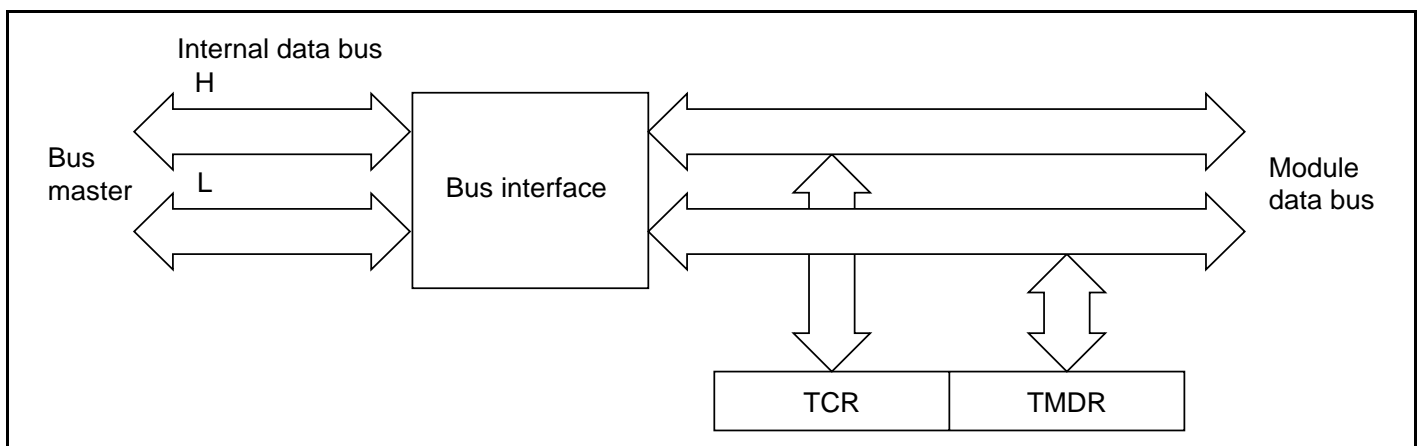 Internal data bus
H
Bus
master
L
Bus interface
Module
data bus
TCR
TMDR